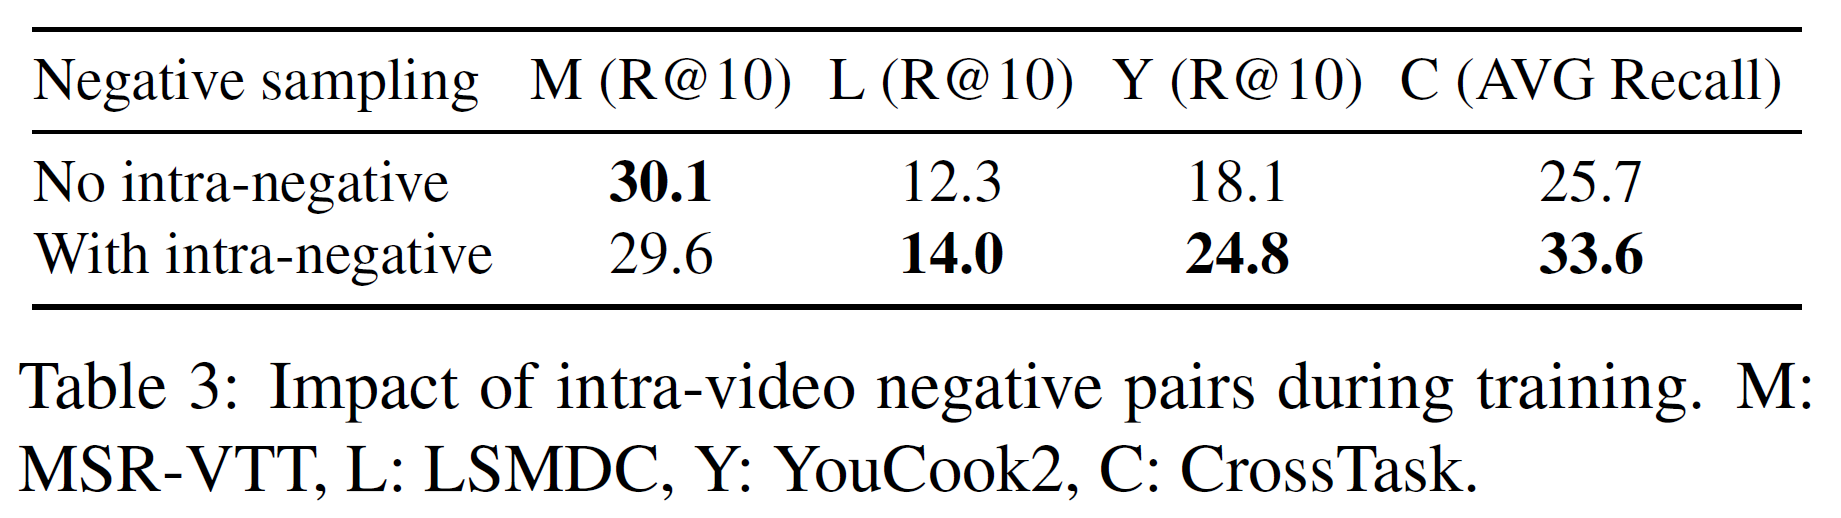 Negative sampling M (R@10) L (R@10) Y (R@10) C (AVG Recall)
No intra-negative 30.1 12.3 18.1 25.7
With intra-negative 29.6 14.0 24.8 33.6
Table 3: Impact of intra-video negative pairs during training. M:
MSR-VTT, L: LSMDC, Y: YouCook2, C: CrossTask.